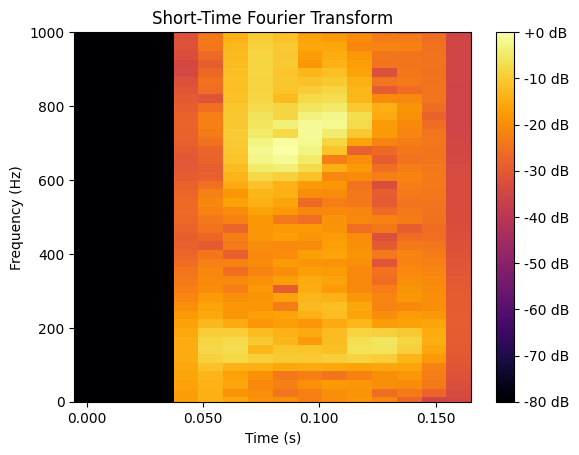 Short-Time Fourier Transform
1000
800
600
400
200
0
Frequency (Hz)
0.000
0.050
0.100
0.150
Time (s)
+0 dB
-10 dB
-20 dB
-30 dB
-40 dB
-50 dB
-60 dB
-70 dB
-80 dB